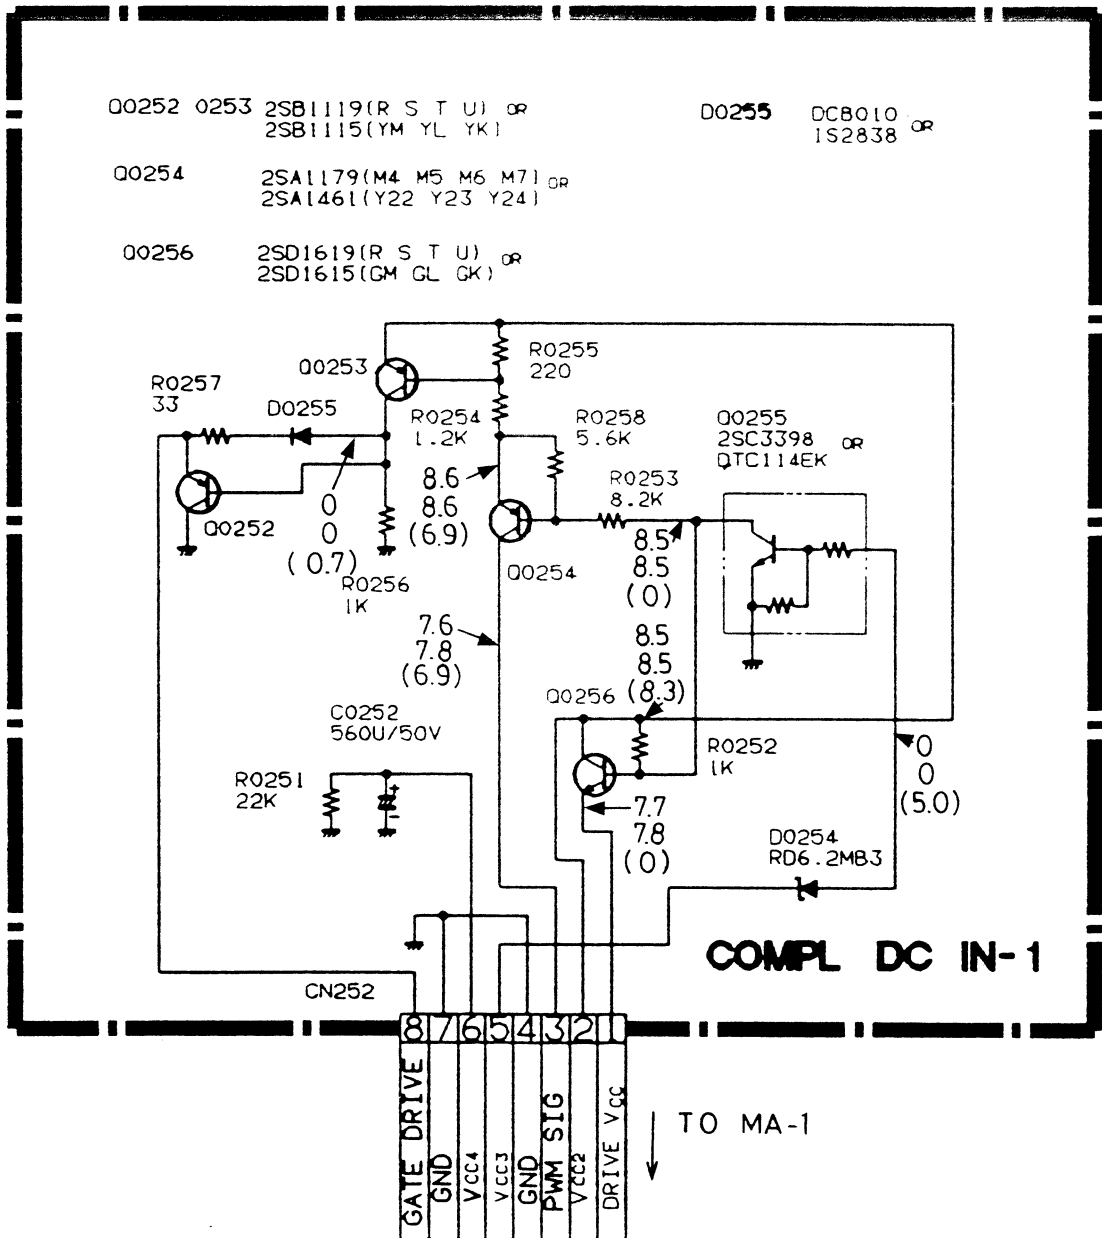 Q0252 0253 2SB1119(R S T U) OR
2SB1115(YM YL YK)
D0255 DCB010 OR
1S2838
Q0254 2SA1179(M4 M5 M6 M7) OR
2SA1461(Y22 Y23 Y24)
Q0256 2SD1619(R S T U) OR
2SD1615(GM GL GK)
Q0253
R0255
220
R0257
33
D0255
R0254
1.2K
R0258
5.6K
Q0255
2SC3398 OR
DTC114EK
R0253
8.2K
8.6
8.6
(6.9)
0
0
(0.7)
Q0252
R0256
1K
Q0254
8.5
8.5
(0)
7.6
7.8
(6.9)
8.5
8.5
(8.3)
Q0256
C0252
560U/50V
R0252
1K
0
0
(5.0)
R0251
22K
+
-
7.7
7.8
(0)
D0254
RD6.2MB3
COMPL DC IN-1
CN252
8 7 6 5 4 3 2 1
GATE DRIVE
GND
VCC4
VCC3
GND
PWM SIG
VCC2
DRIVE VCC
TO MA-1